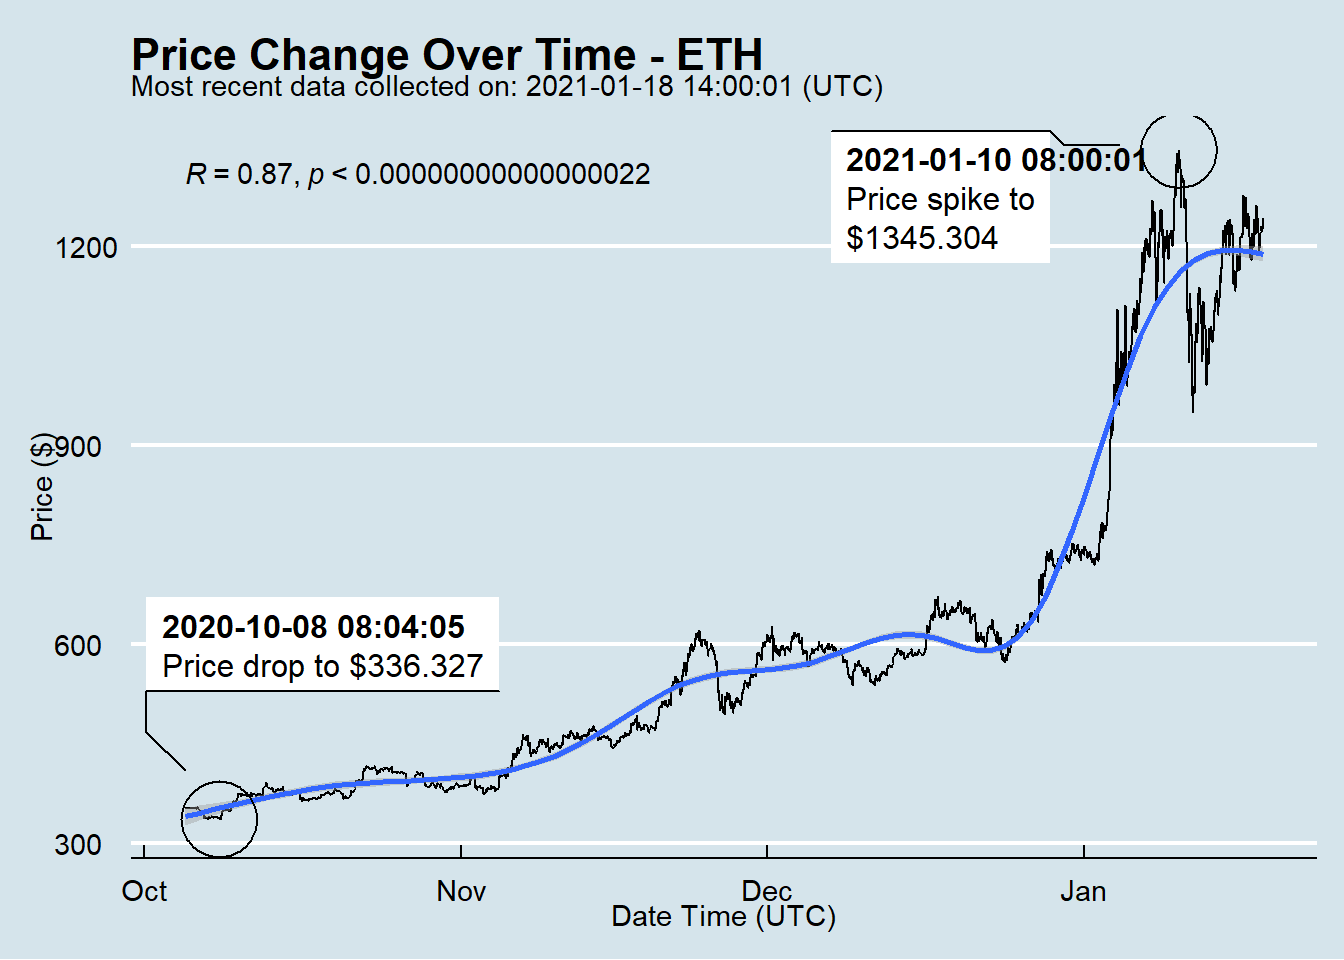 Price Change Over Time - ETH
Most recent data collected on: 2021-01-18 14:00:01 (UTC)
R = 0.87, p < 0.00000000000000022
2021-01-10 08:00:01
Price spike to
$1345.304
1200
900
Price ($)
2020-10-08 08:04:05
Price drop to $336.327
600
300
Oct
Nov
Dec
Jan
Date Time (UTC)